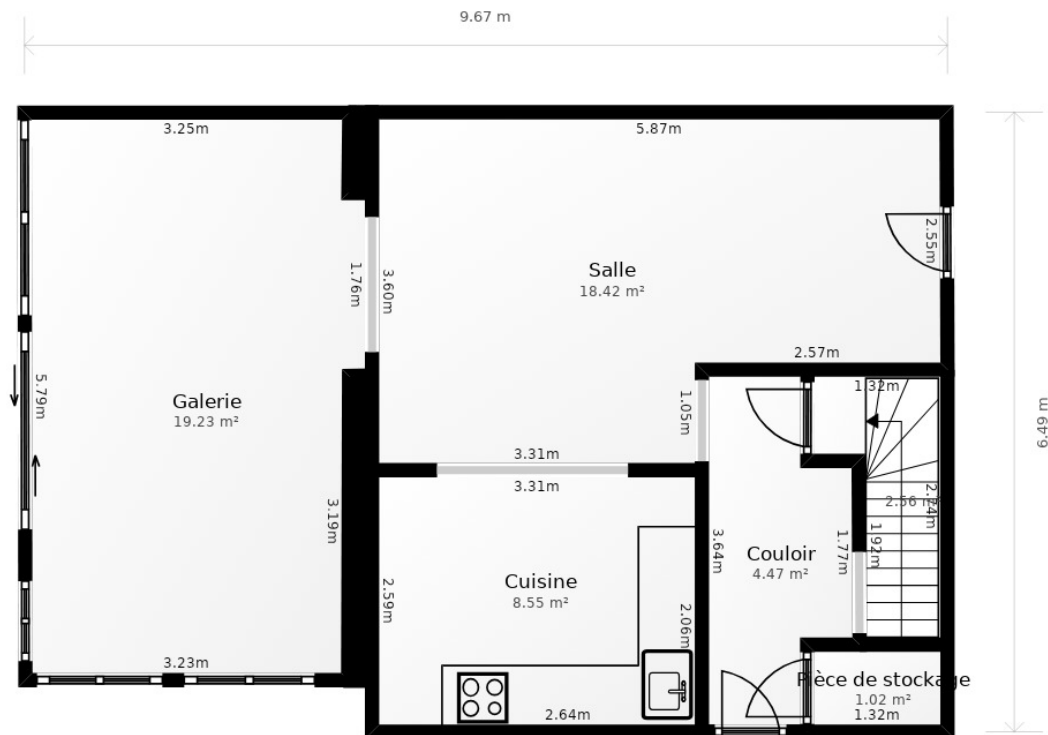 9.67 m
3.25m
5.87m
2.55m
1.76m
3.60m
Salle
18.42 m²
6.49 m
2.57m
5.79m
Galerie
19.23 m²
1.05m
1.32m
3.31m
3.31m
3.19m
2.56 m²
2.74m
3.64m
Couloir
4.47 m²
1.77m
1.92m
Cuisine
8.55 m²
2.59m
2.06m
3.23m
Pièce de stockage
1.02 m²
1.32m
2.64m